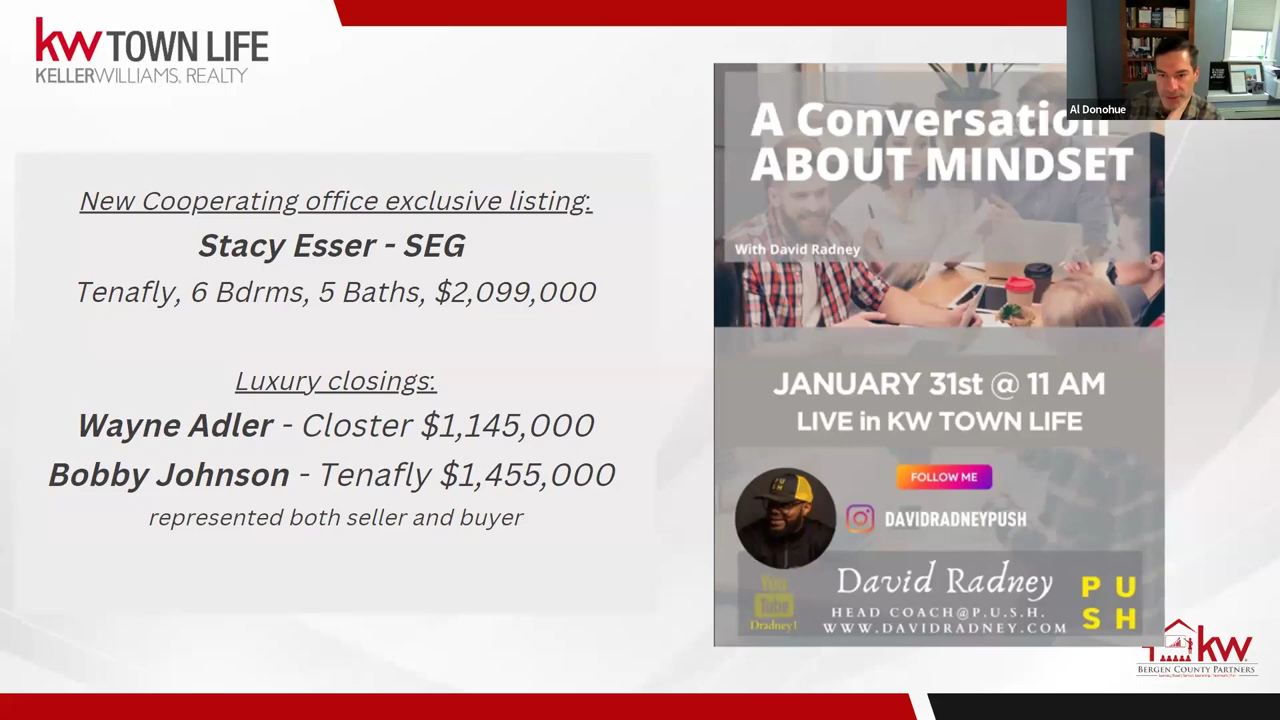 kw TOWN LIFE
KELLERWILLIAMS. REALTY
New Cooperating office exclusive listing:
Stacy Esser - SEG
Tenafly, 6 Bdrms, 5 Baths, $2,099,000
Luxury closings:
Wayne Adler - Closter $1,145,000
Bobby Johnson - Tenafly $1,455,000
represented both seller and buyer
Al Donohue
A Conversation
ABOUT MINDSET
With David Radney
JANUARY 31st @ 11 AM
LIVE in KW TOWN LIFE
FOLLOW ME
DAVIDRADNEYPUSH
You
Tube
Dradney1
David Radney
HEAD COACH@P.U.S.H.
WWW.DAVIDRADNEY.COM
P U
S H
kw
BERGEN COUNTY PARTNERS